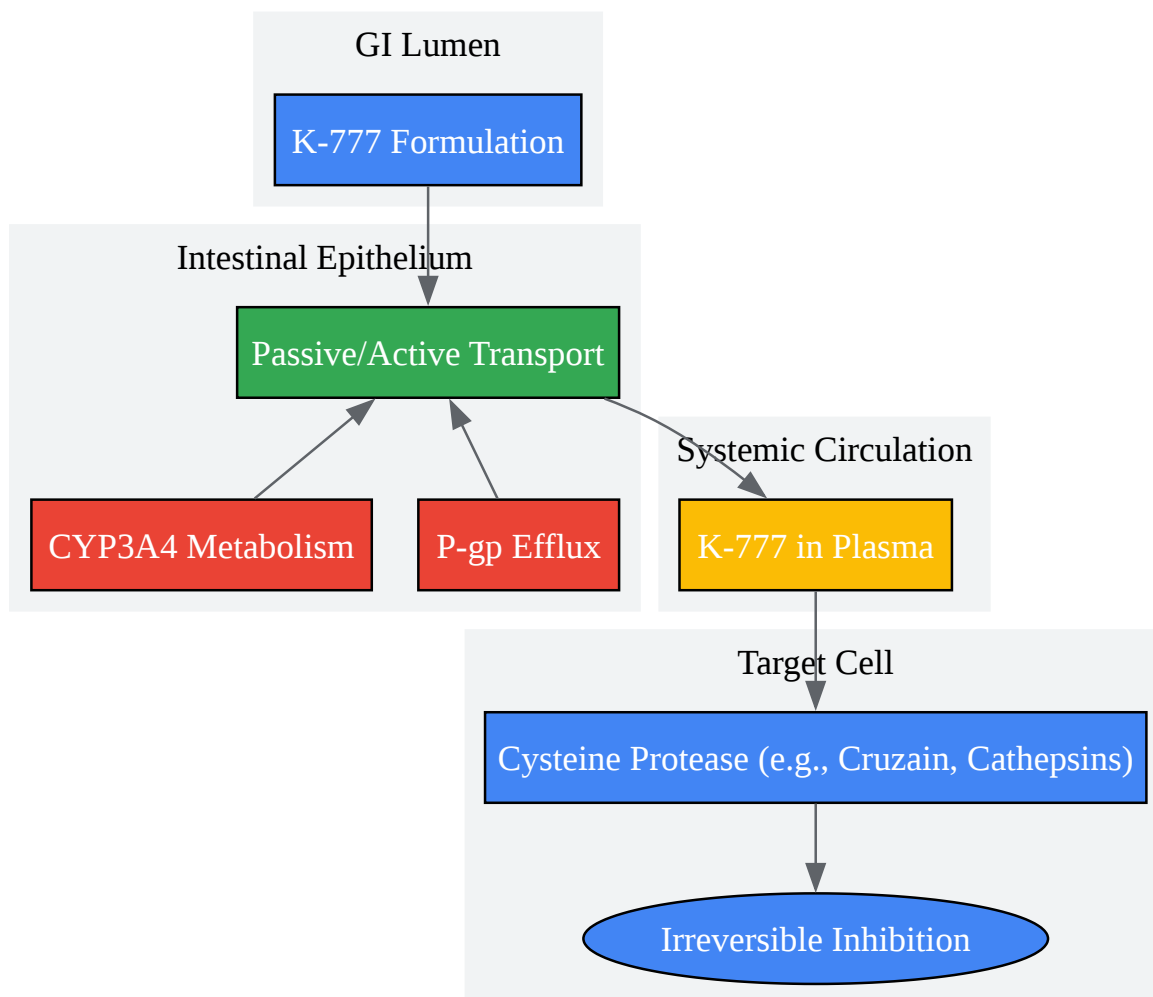 GI Lumen
K-777 Formulation
Intestinal Epithelium
Passive/Active Transport
CYP3A4 Metabolism
P-gp Efflux
Systemic Circulation
K-777 in Plasma
Target Cell
Cysteine Protease (e.g., Cruzain, Cathepsins)
Irreversible Inhibition